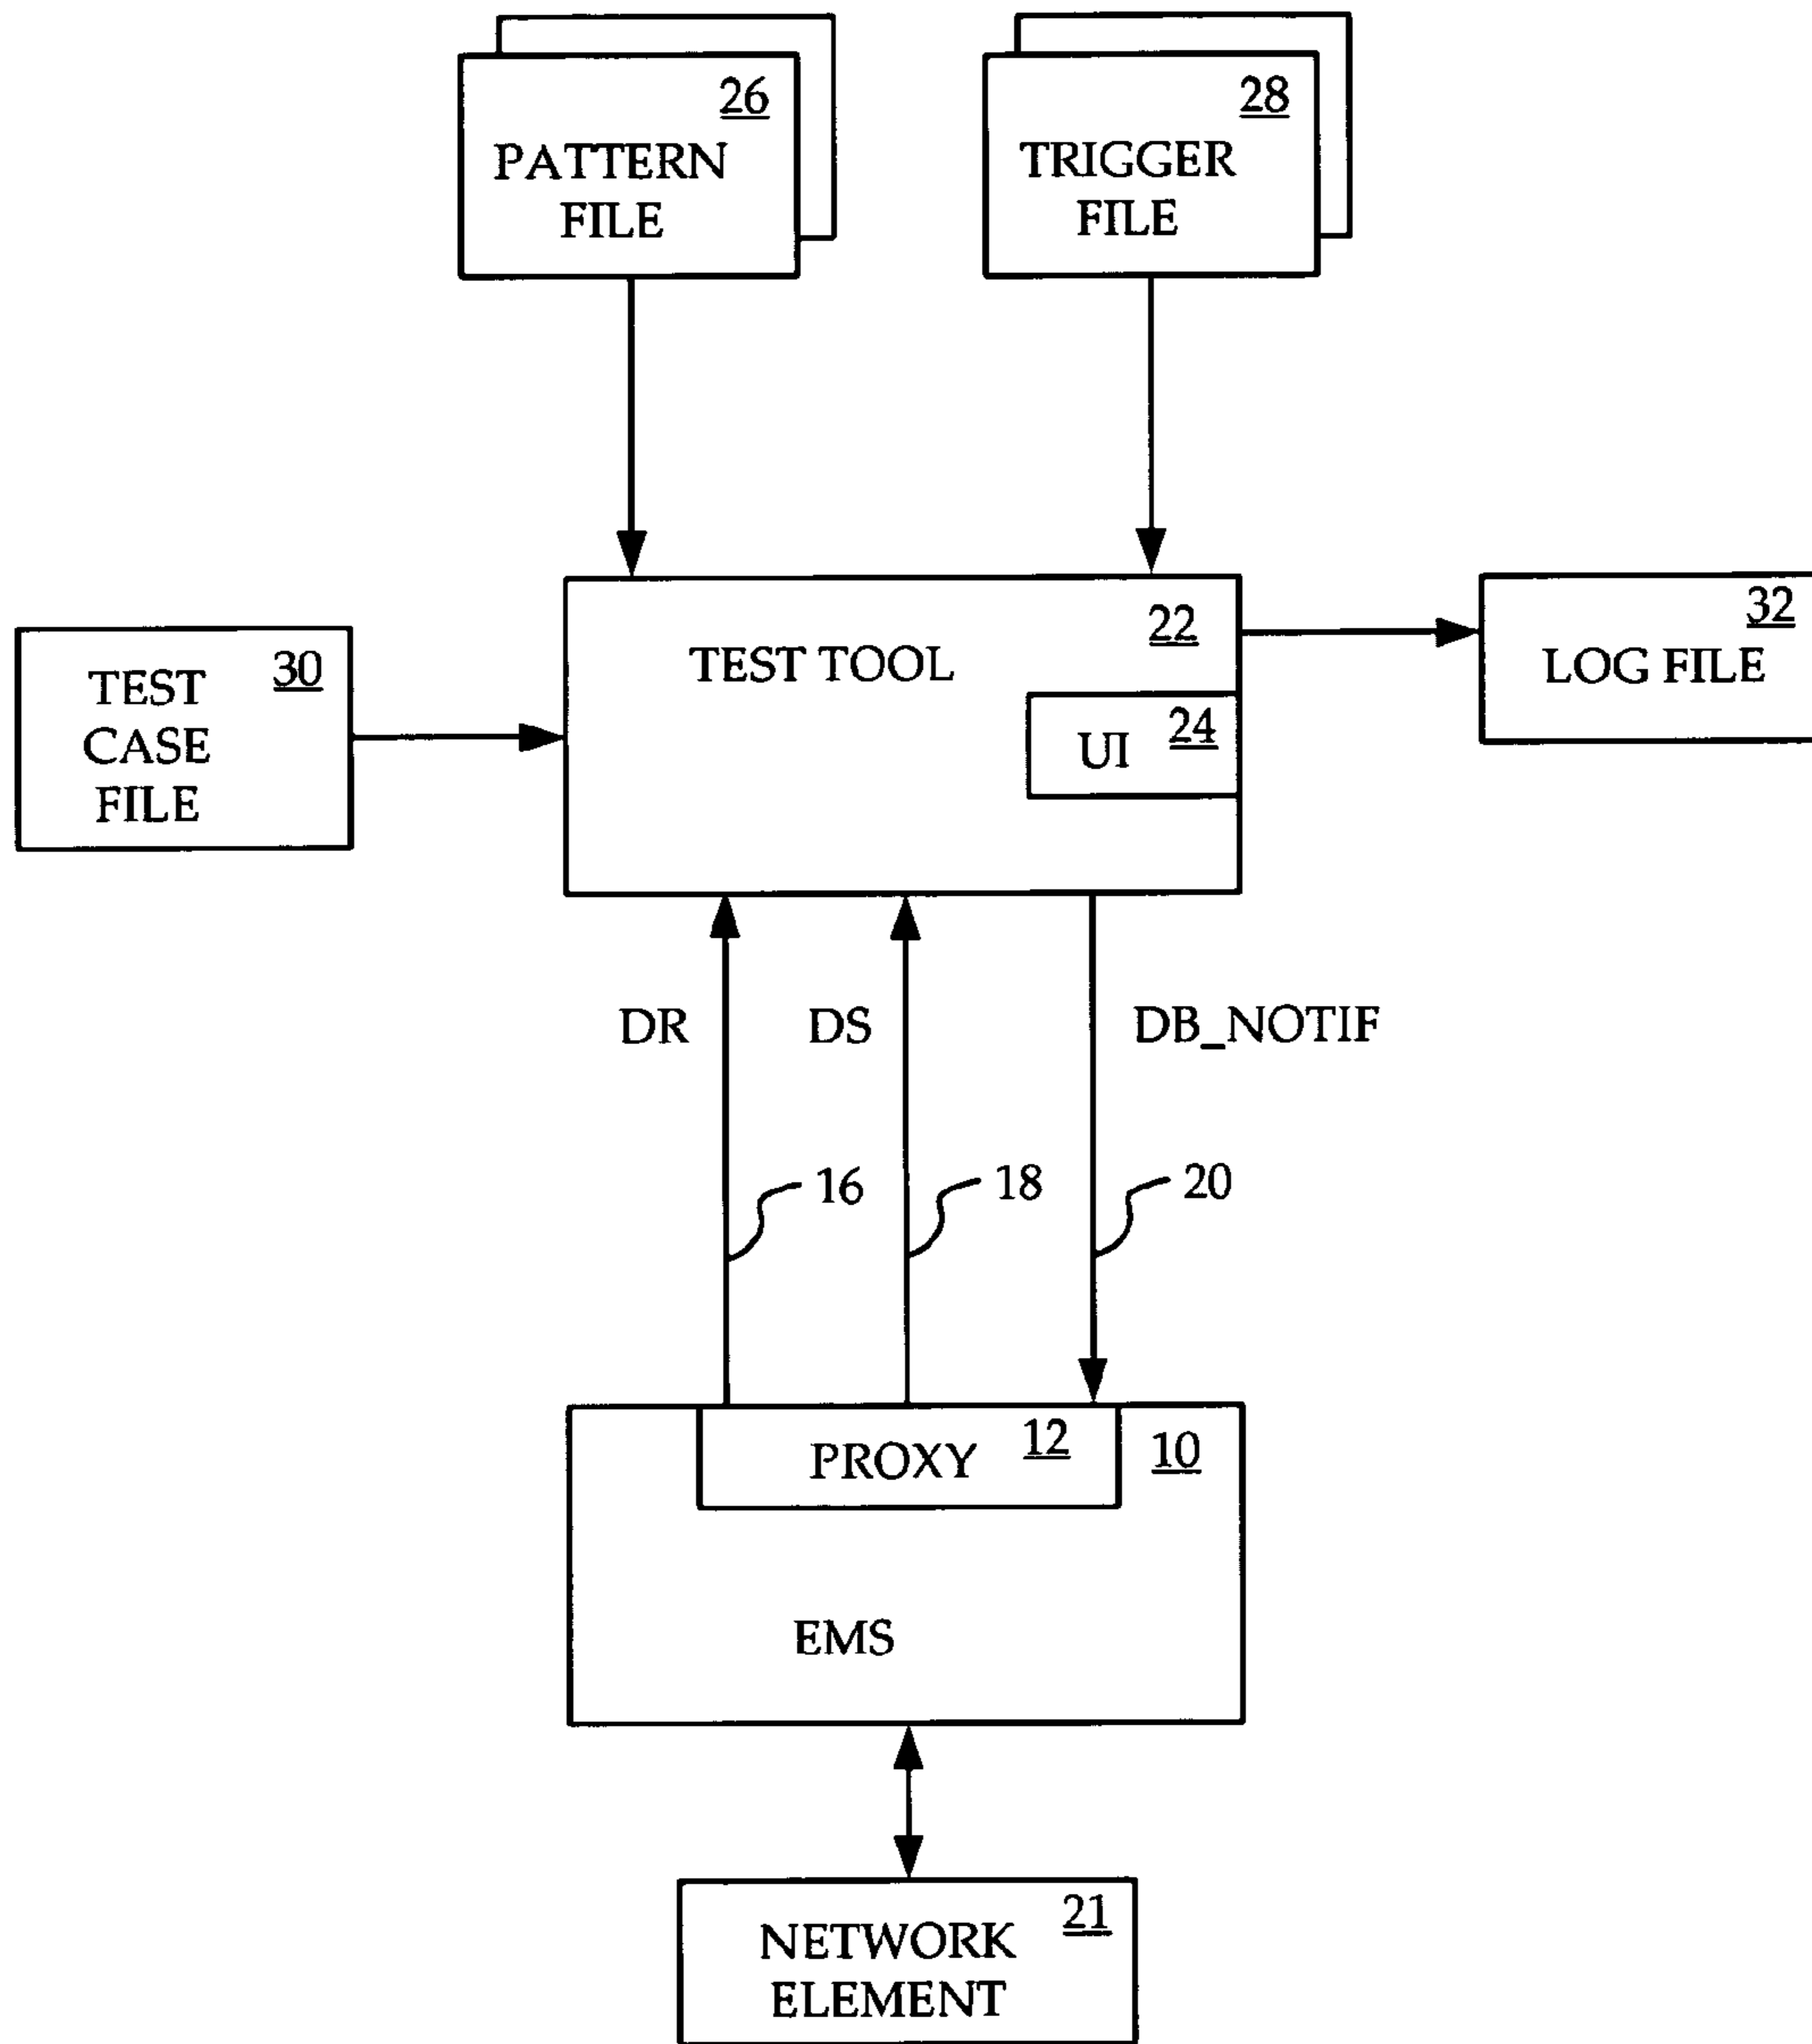 26
PATTERN
FILE
28
TRIGGER
FILE
30
TEST
CASE
FILE
22
TEST TOOL
24
UI
32
LOG FILE
DR
DS
DB_NOTIF
16
18
20
12
PROXY
10
EMS
21
NETWORK
ELEMENT